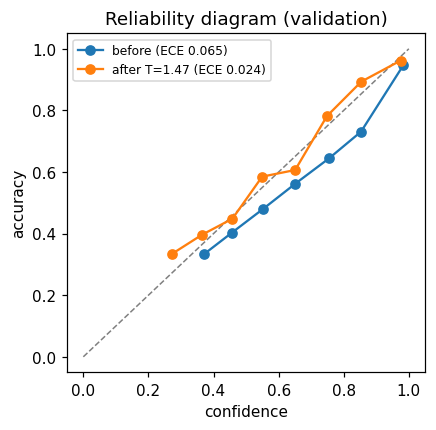 Reliability diagram (validation)
before (ECE 0.065)
after T=1.47 (ECE 0.024)
accuracy
1.0
0.8
0.6
0.4
0.2
0.0
0.0 0.2 0.4 0.6 0.8 1.0
confidence